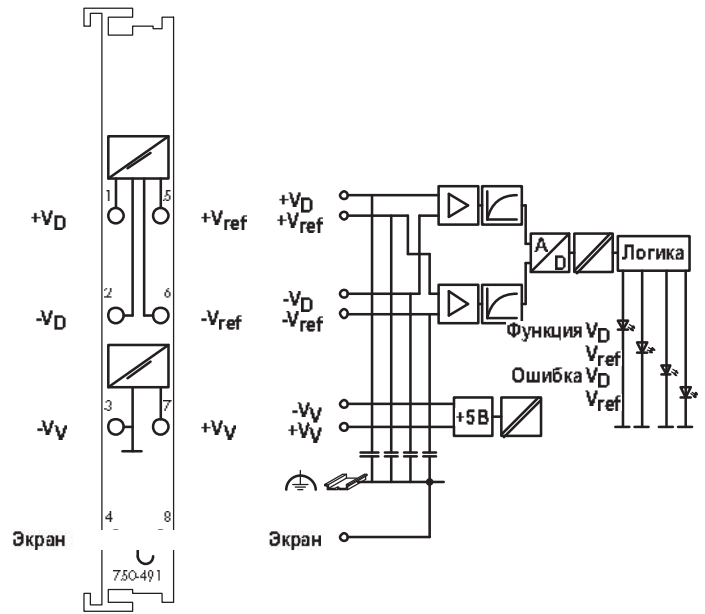 1 5
+VD +Vref
2 6
-VD -Vref
3 7
-VV +VV
4 8
Экран
750-491
+VD
+Vref
-VD
-Vref
-VV
+VV
Экран
A
D
Логика
+5В
Функция VD
Vref
Ошибка VD
Vref